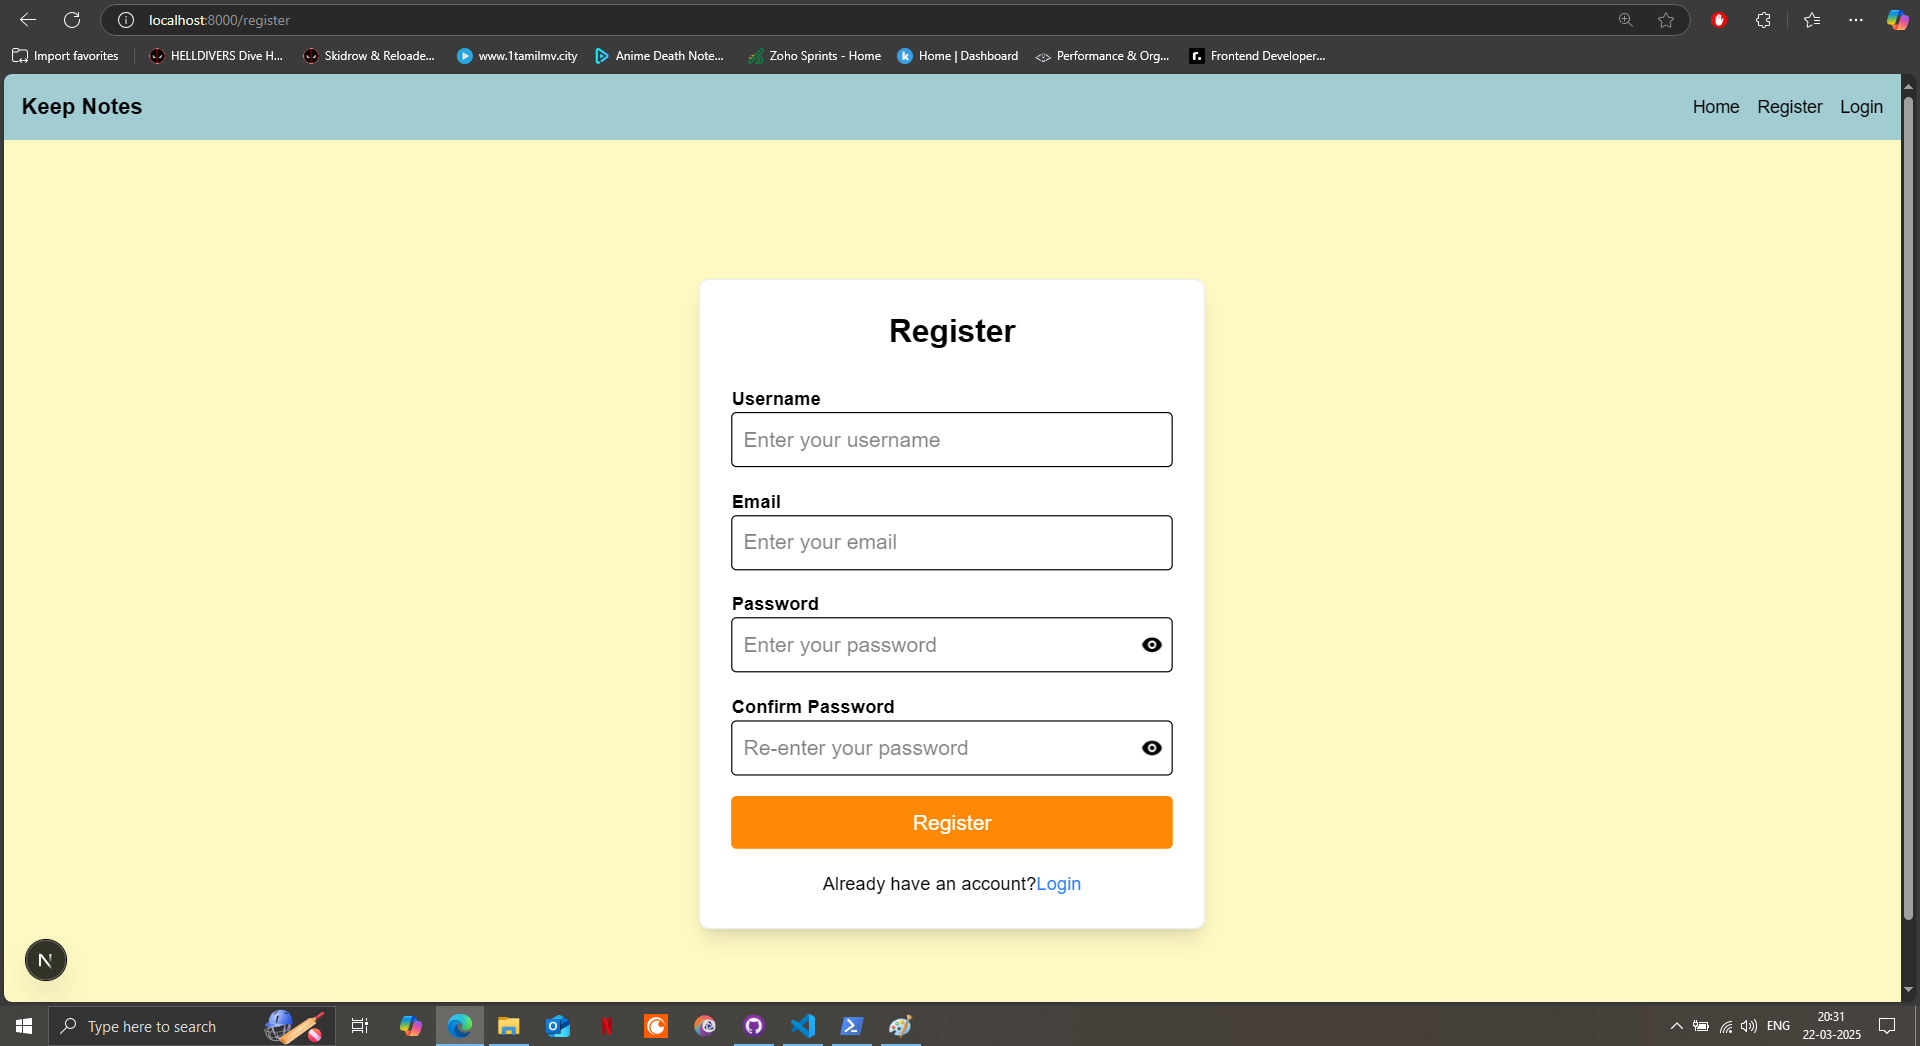 localhost:8000/register
Import favorites
HELLDIVERS Dive H...
Skidrow & Reloade...
www.1tamilmv.city
Anime Death Note...
Zoho Sprints - Home
Home | Dashboard
Performance & Org...
Frontend Developer...
Keep Notes
Home Register Login
Register
Username
Enter your username
Email
Enter your email
Password
Enter your password
Confirm Password
Re-enter your password
Register
Already have an account?Login
N
Type here to search
ENG
20:31
22-03-2025